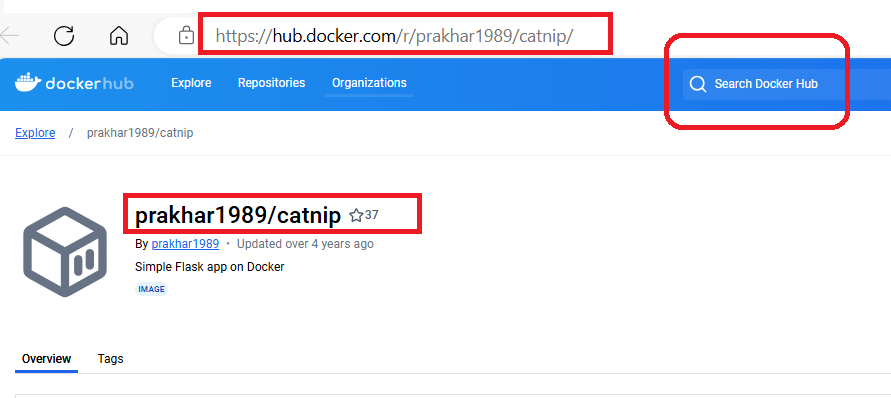 https://hub.docker.com/r/prakhar1989/catnip/
dockerhub Explore Repositories Organizations Search Docker Hub
Explore / prakhar1989/catnip
prakhar1989/catnip 37
By prakhar1989 • Updated over 4 years ago
Simple Flask app on Docker
IMAGE
Overview Tags